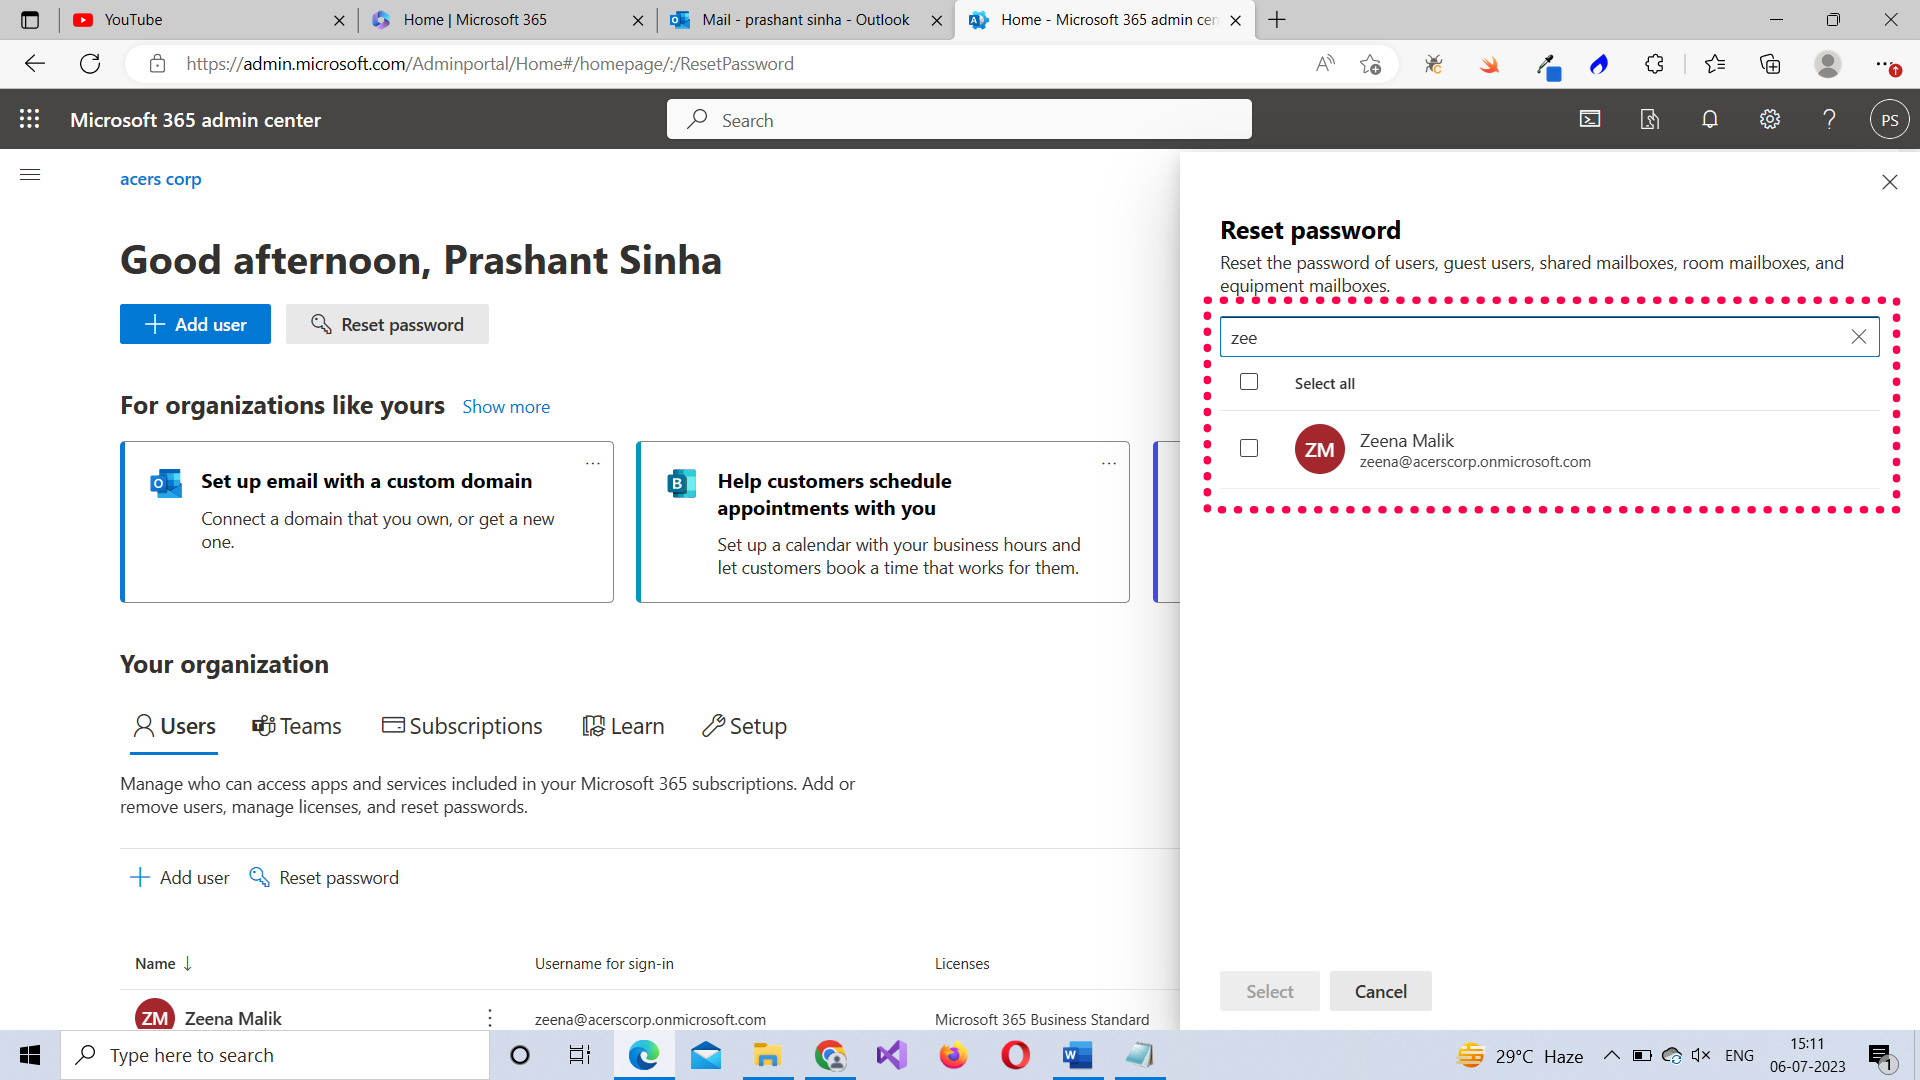 YouTube
Home | Microsoft 365
Mail - prashant sinha - Outlook
Home - Microsoft 365 admin cen
https://admin.microsoft.com/Adminportal/Home#/homepage/:/ResetPassword
Microsoft 365 admin center
Search
PS
acers corp
Good afternoon, Prashant Sinha
Add user
Reset password
For organizations like yours
Show more
Set up email with a custom domain
Connect a domain that you own, or get a new
one.
Help customers schedule
appointments with you
Set up a calendar with your business hours and
let customers book a time that works for them.
Your organization
Users
Teams
Subscriptions
Learn
Setup
Manage who can access apps and services included in your Microsoft 365 subscriptions. Add or
remove users, manage licenses, and reset passwords.
Add user
Reset password
Name ↓
Username for sign-in
Licenses
ZM
Zeena Malik
zeena@acerscorp.onmicrosoft.com
Microsoft 365 Business Standard
Reset password
Reset the password of users, guest users, shared mailboxes, room mailboxes, and
equipment mailboxes.
zee
Select all
ZM
Zeena Malik
zeena@acerscorp.onmicrosoft.com
Select
Cancel
Type here to search
29°C Haze
ENG
15:11
06-07-2023
1